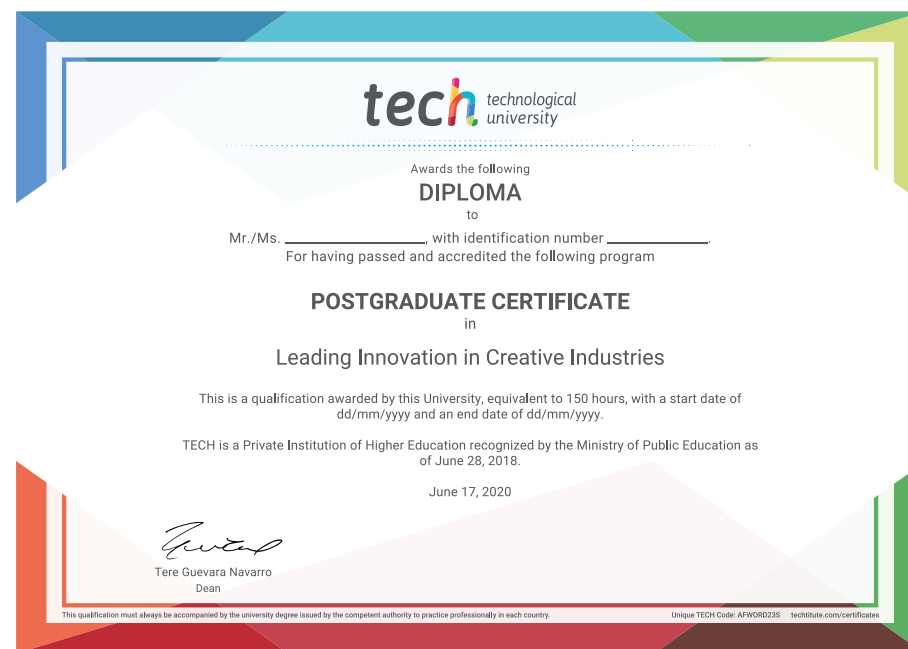 tech technological
university
Awards the following
DIPLOMA
to
Mr./Ms. ____________________, with identification number ______________.
For having passed and accredited the following program
POSTGRADUATE CERTIFICATE
in
Leading Innovation in Creative Industries
This is a qualification awarded by this University, equivalent to 150 hours, with a start date of
dd/mm/yyyy and an end date of dd/mm/yyyy.
TECH is a Private Institution of Higher Education recognized by the Ministry of Public Education as
of June 28, 2018.
June 17, 2020
Tere Guevara Navarro
Dean
This qualification must always be accompanied by the university degree issued by the competent authority to practice professionally in each country. Unique TECH Code: AFWORD23S techtitute.com/certificates